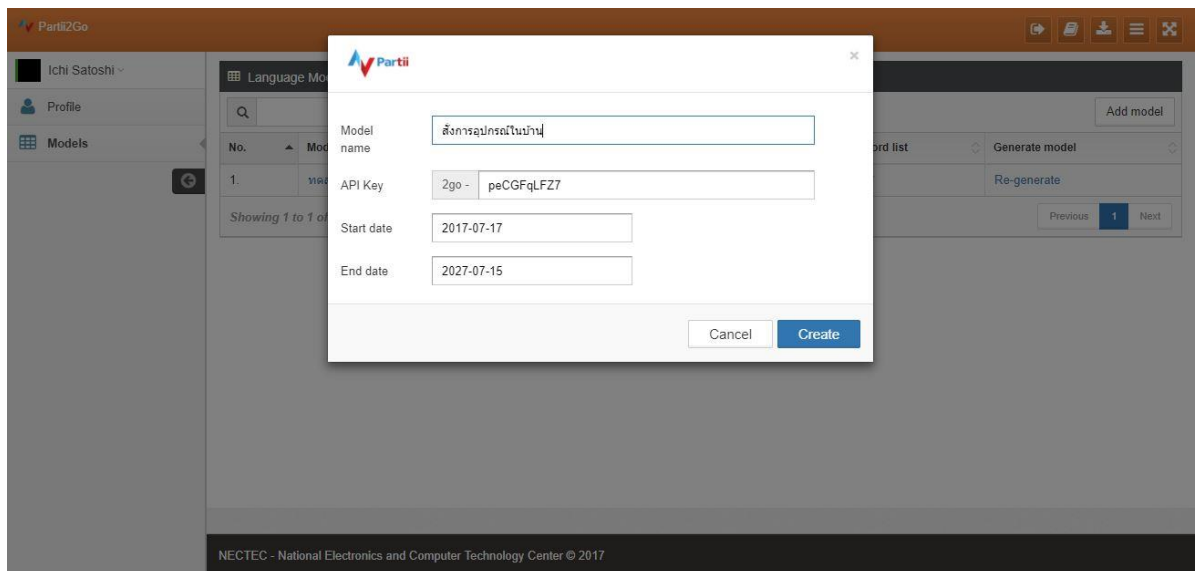 Partii2Go
Ichi Satoshi
Profile
Models
Language Mo
Add model
No.
Mod
ord list
Generate model
1.
ทดส
Re-generate
Showing 1 to 1 of
Previous
1
Next
Partii
×
Model name
สั่งการอุปกรณ์ในบ้าน
API Key
2go -
peCGFqLFZ7
Start date
2017-07-17
End date
2027-07-15
Cancel
Create
NECTEC - National Electronics and Computer Technology Center © 2017